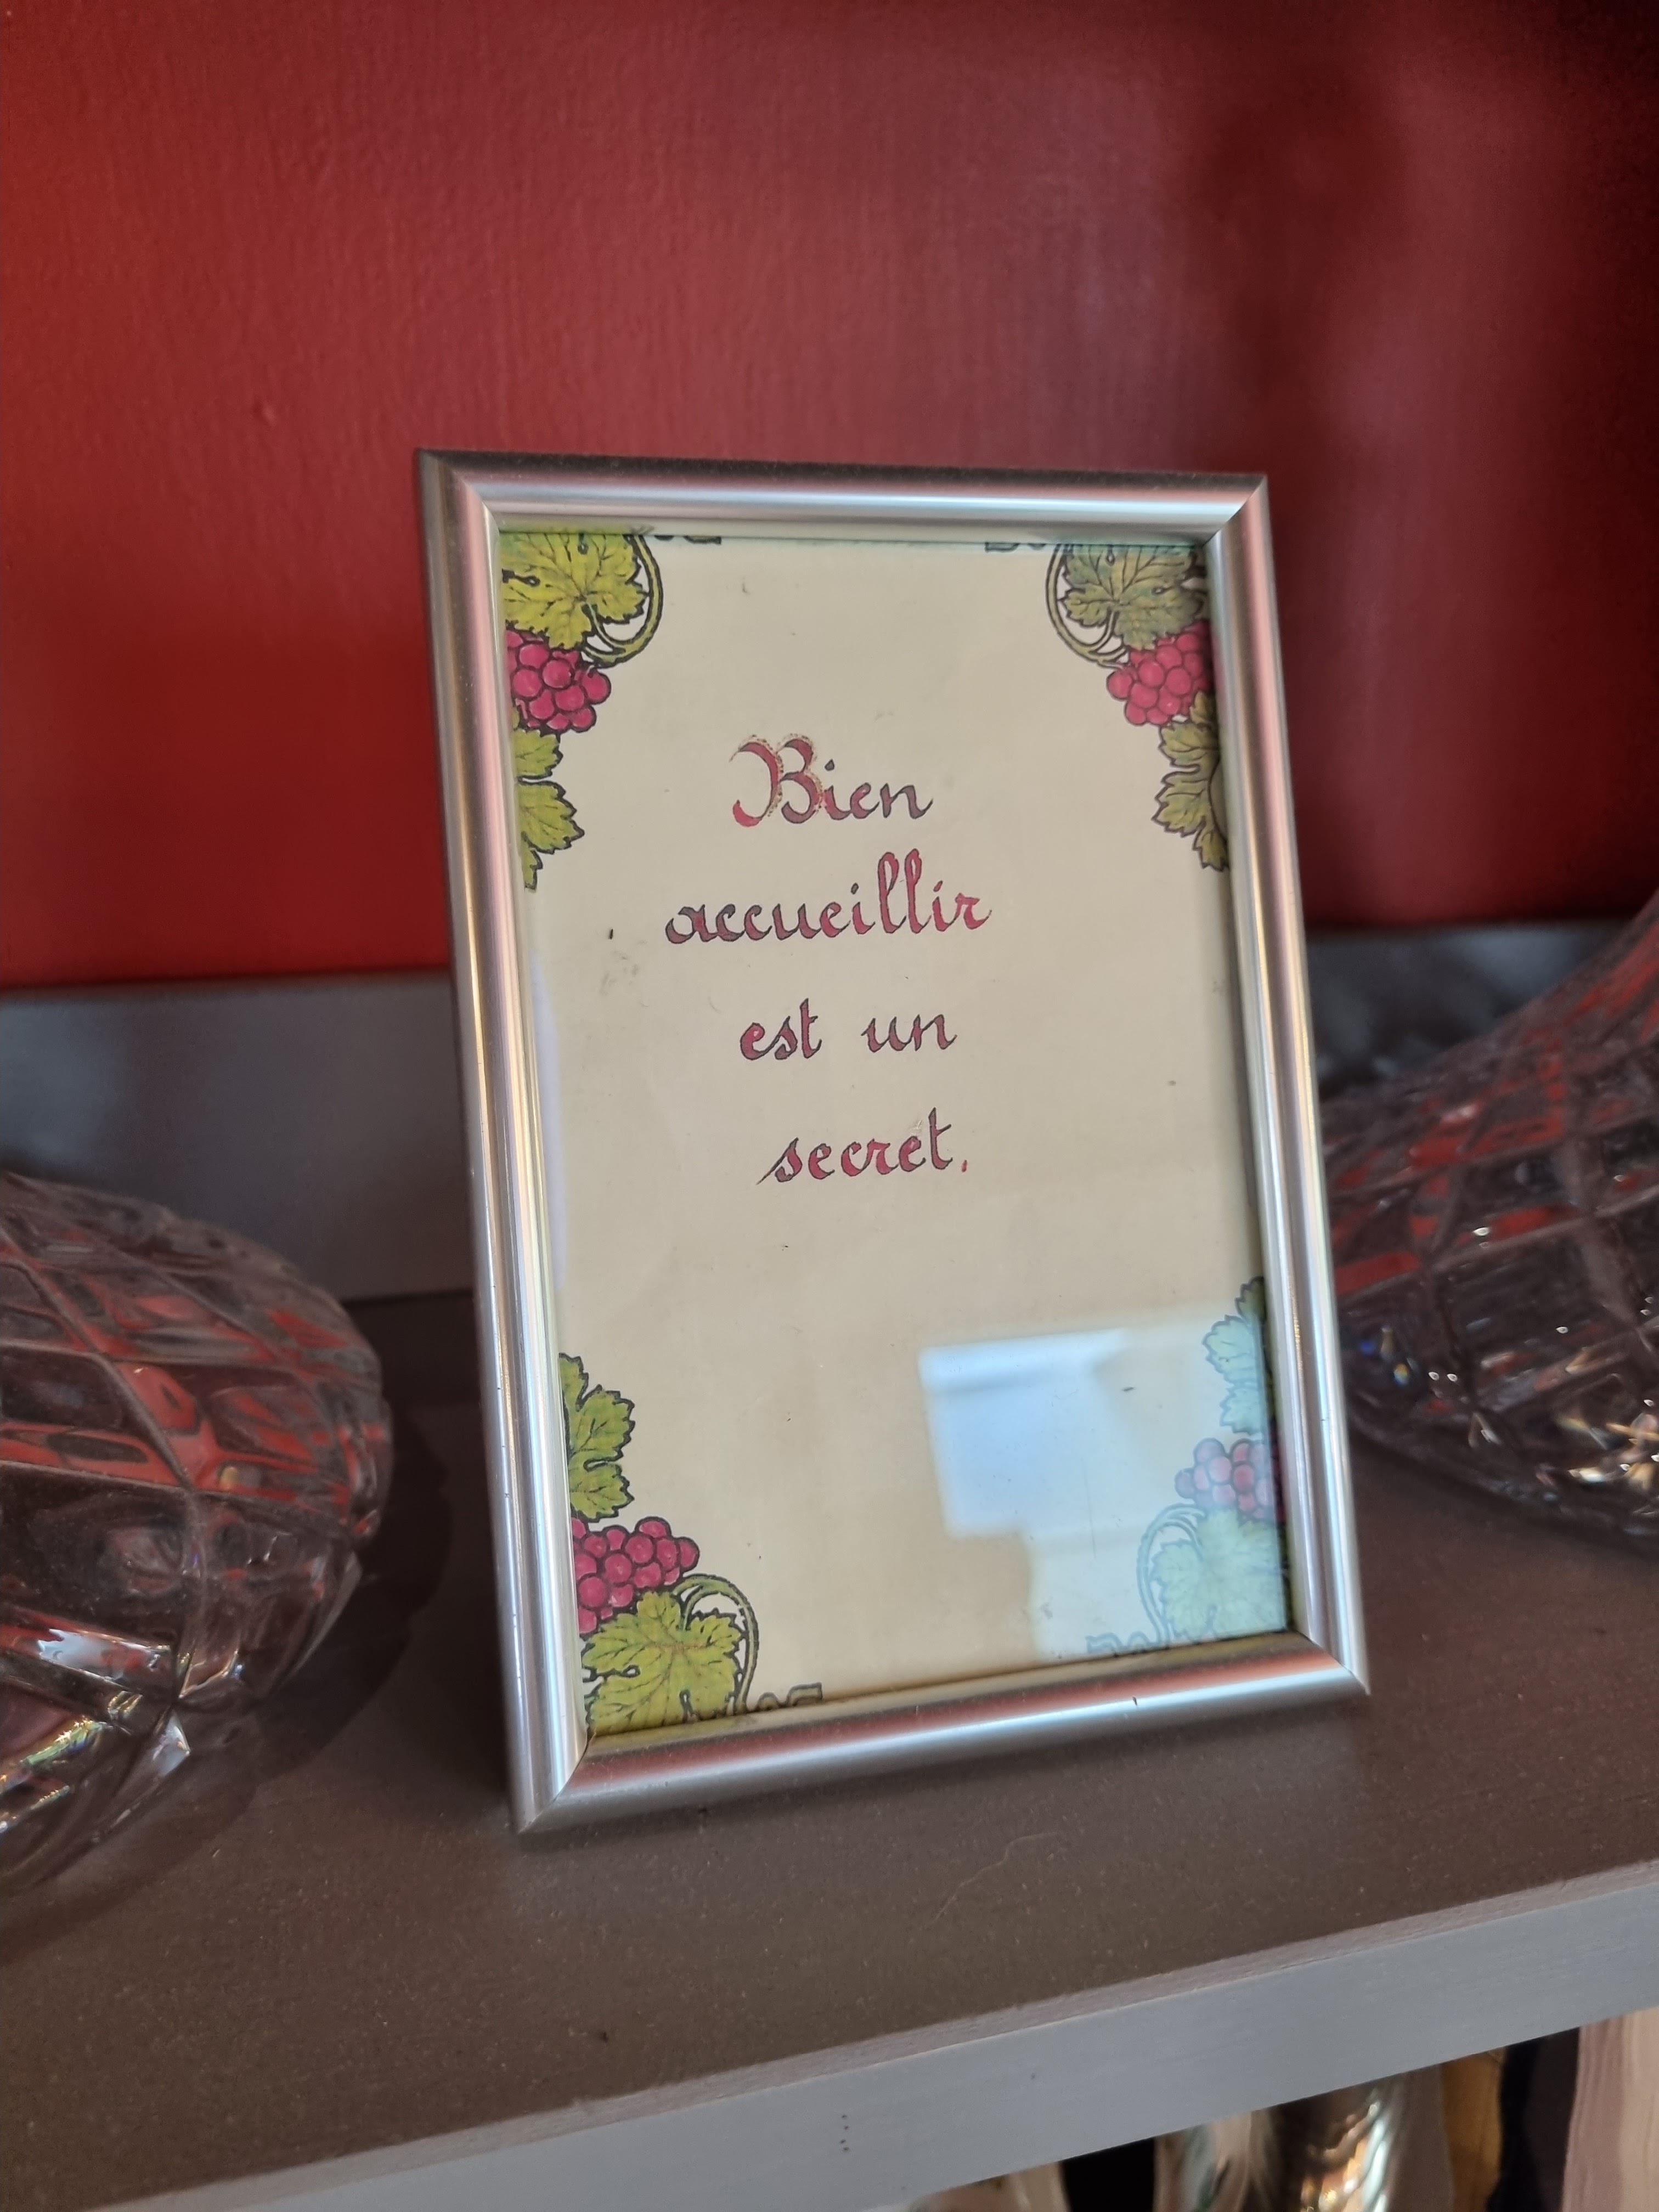 Bien
accueillir
est un
secret.